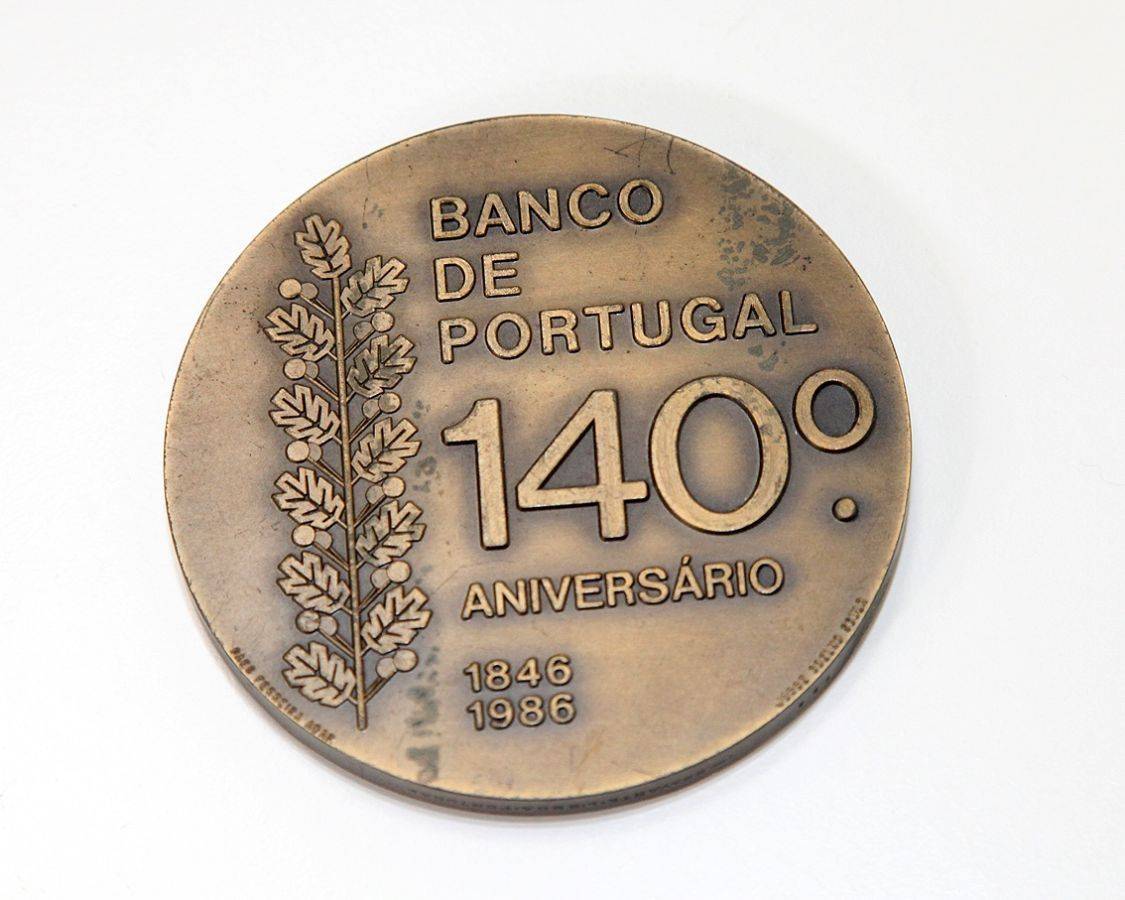 BANCO
DE
PORTUGAL
140º.
ANIVERSÁRIO
1846
1986